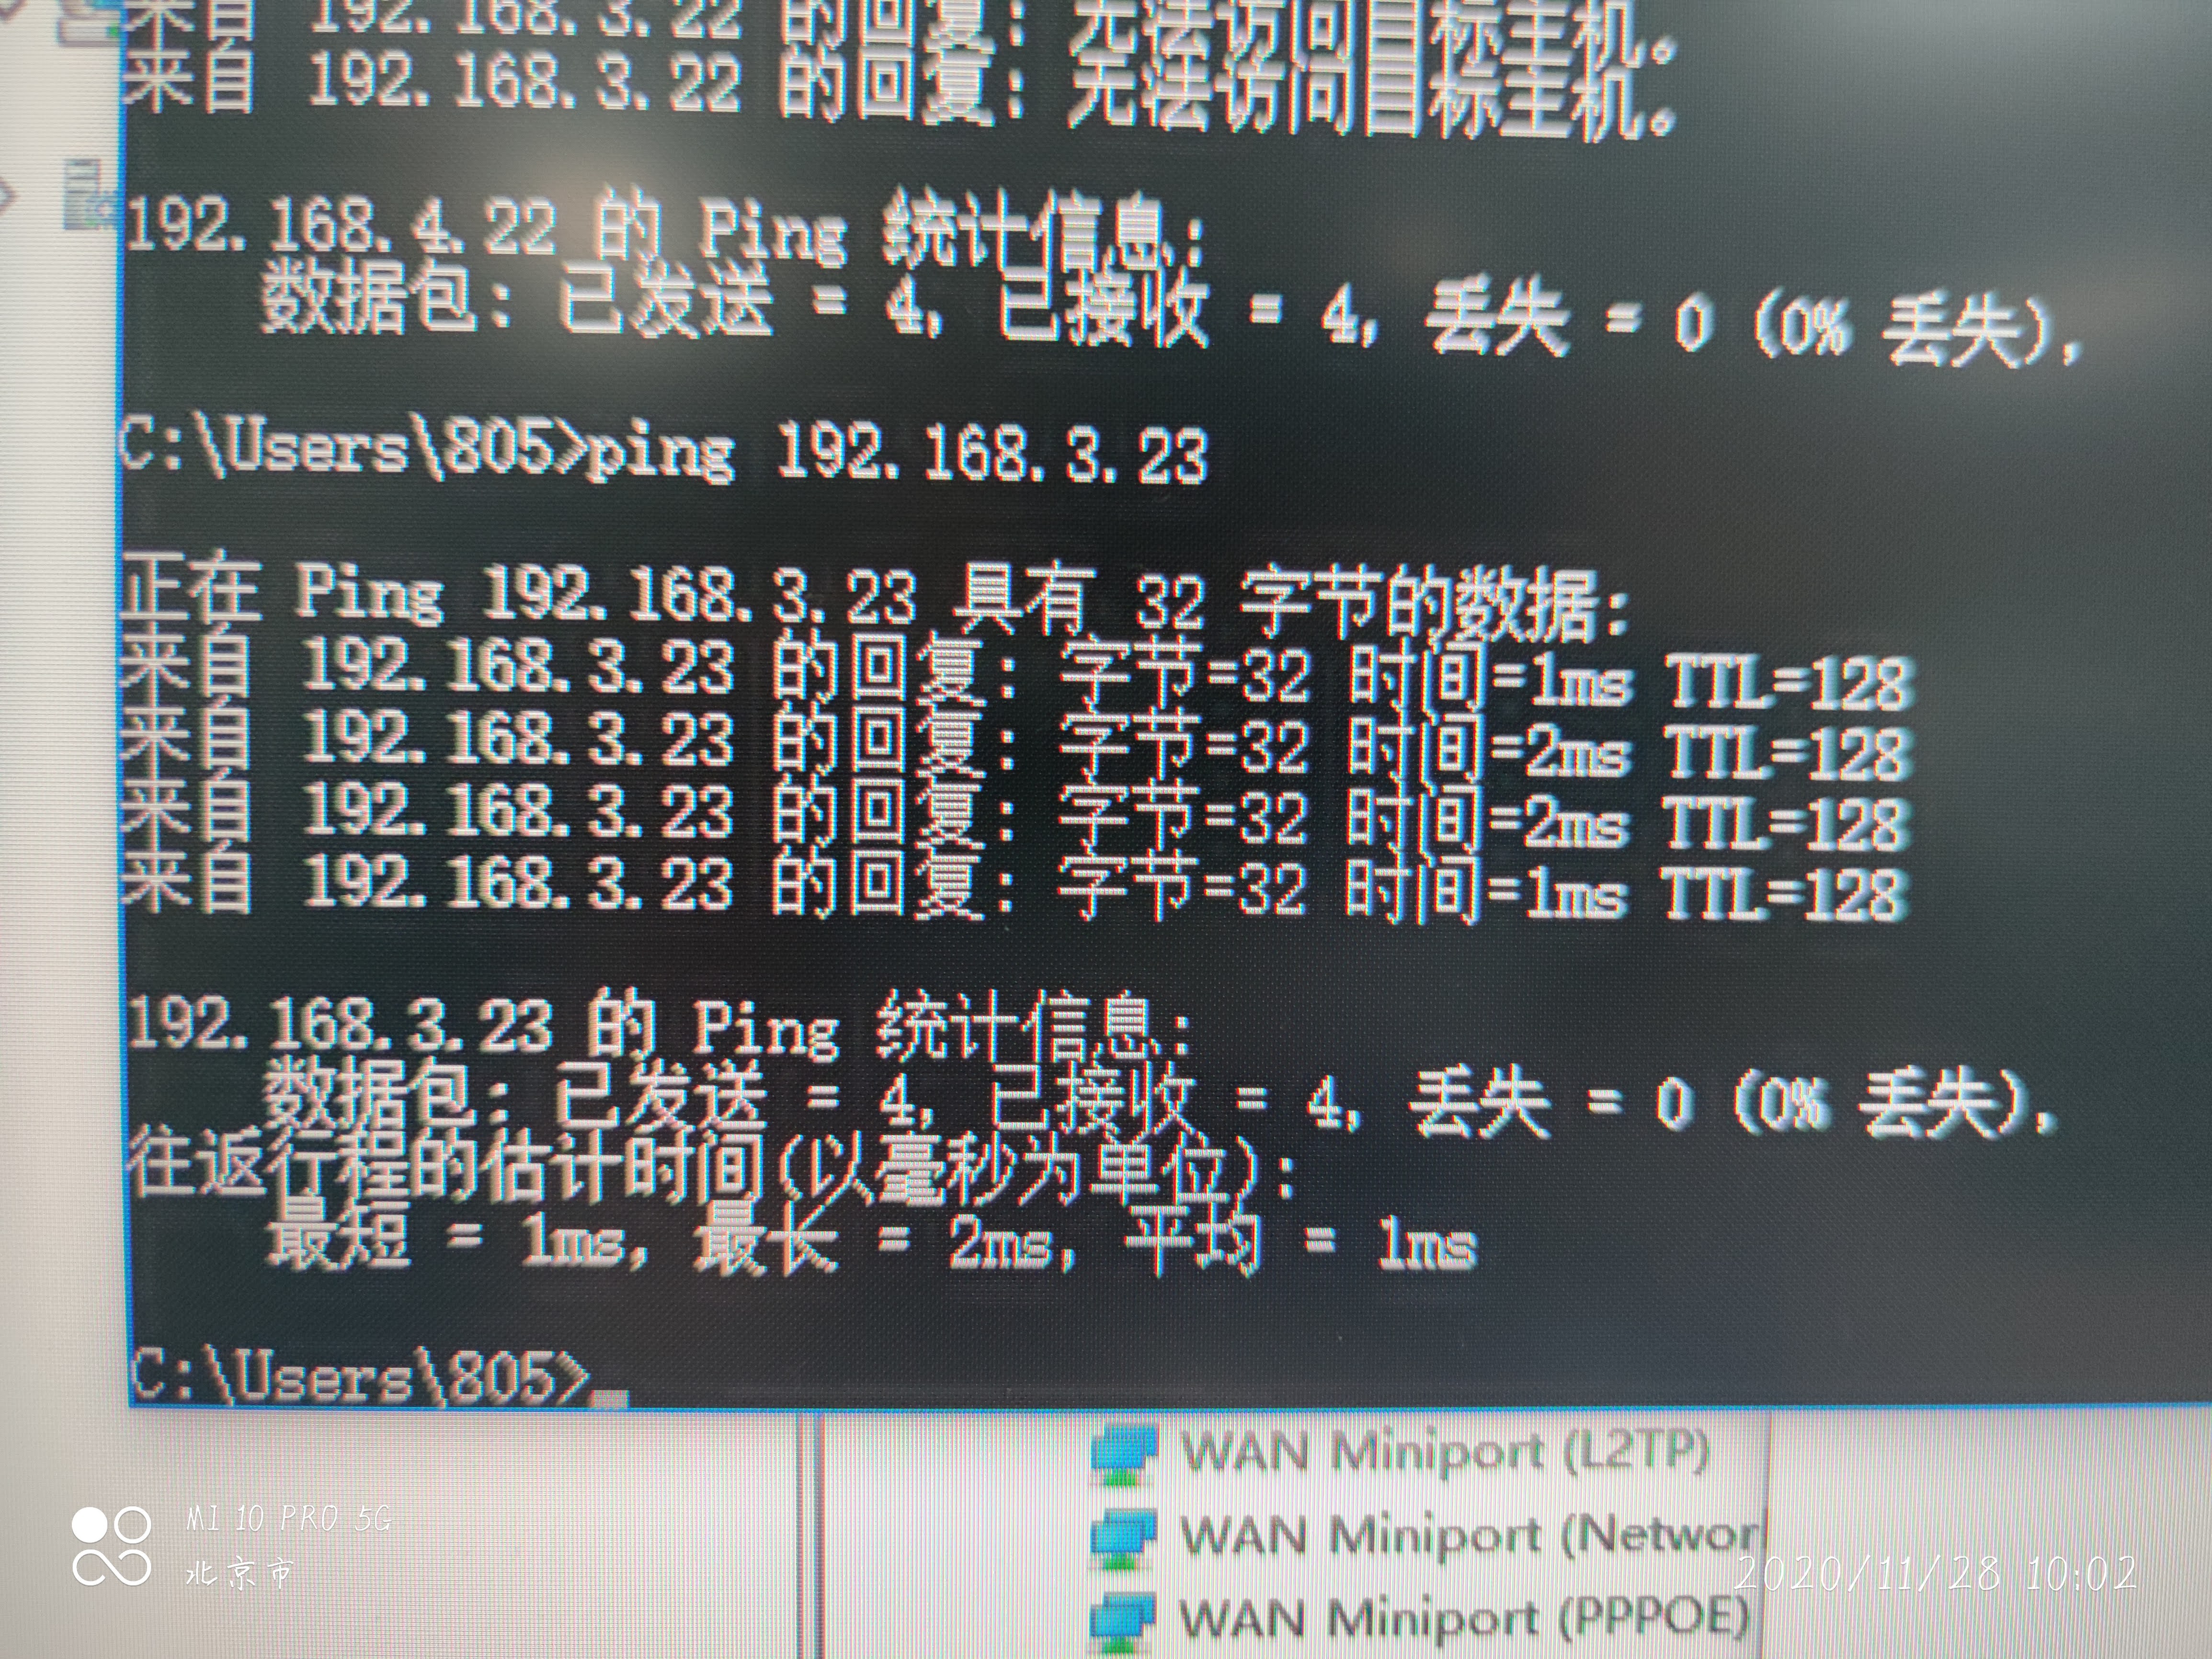 来自 192.168.3.22 的回复: 无法访问目标主机。
来自 192.168.3.22 的回复: 无法访问目标主机。
192.168.4.22 的 Ping 统计信息:
数据包: 已发送 = 4, 已接收 = 4, 丢失 = 0 (0% 丢失),
C:\Users\805>ping 192.168.3.23
正在 Ping 192.168.3.23 具有 32 字节的数据:
来自 192.168.3.23 的回复: 字节=32 时间=1ms TTL=128
来自 192.168.3.23 的回复: 字节=32 时间=2ms TTL=128
来自 192.168.3.23 的回复: 字节=32 时间=2ms TTL=128
来自 192.168.3.23 的回复: 字节=32 时间=1ms TTL=128
192.168.3.23 的 Ping 统计信息:
数据包: 已发送 = 4, 已接收 = 4, 丢失 = 0 (0% 丢失),
往返行程的估计时间(以毫秒为单位):
最短 = 1ms, 最长 = 2ms, 平均 = 1ms
C:\Users\805>
WAN Miniport (L2TP)
WAN Miniport (Networ
WAN Miniport (PPPOE)
MI 10 PRO 5G
北京市
2020/11/28 10:02